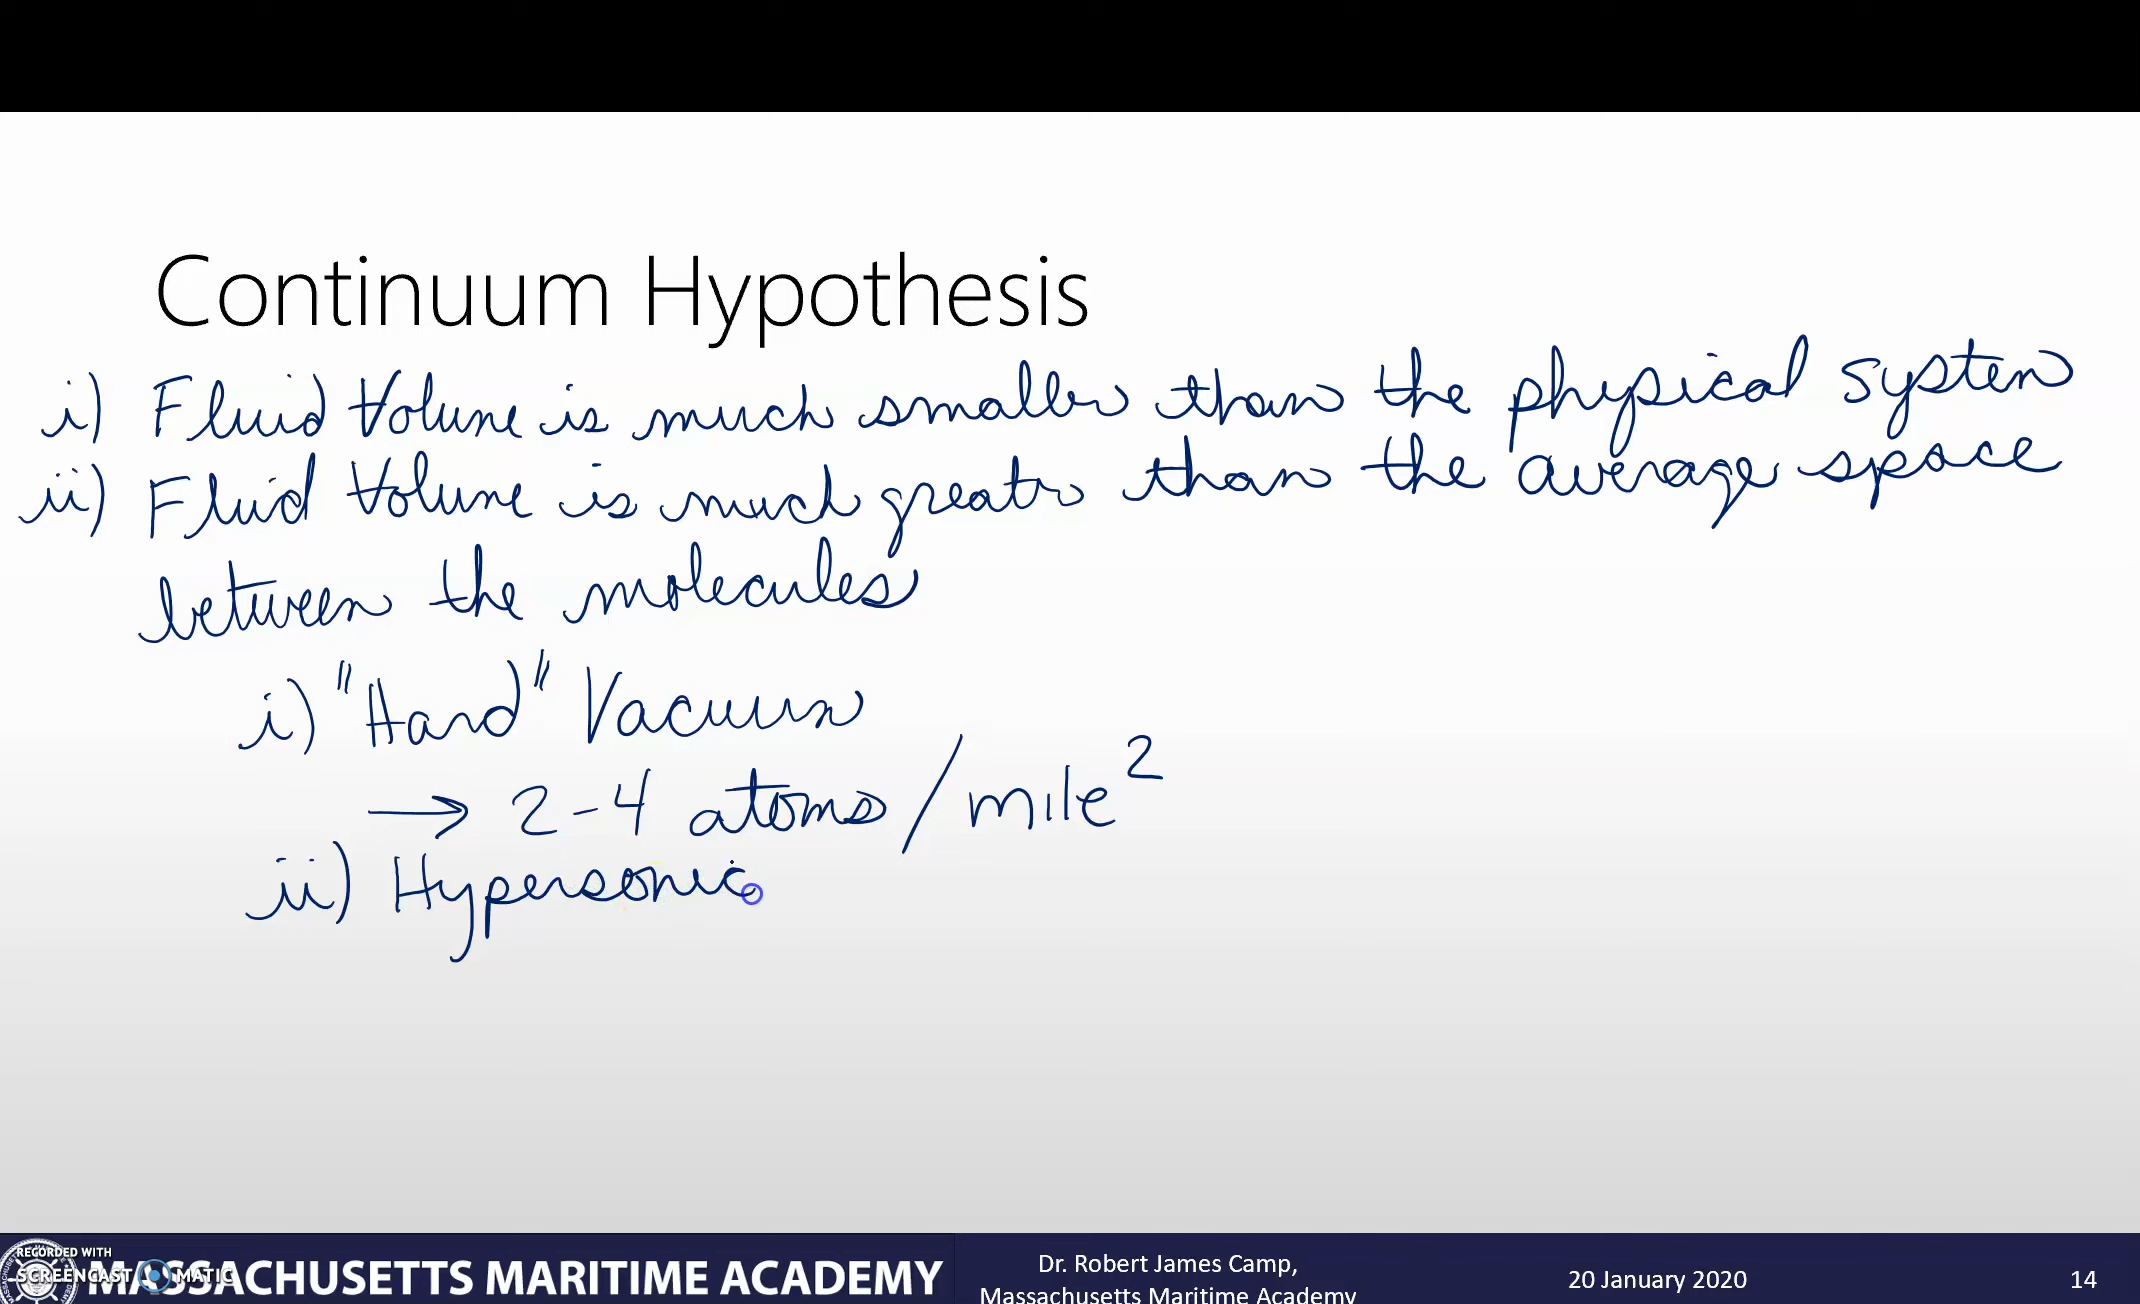 Continuum Hypothesis
i) Fluid Volume is much smaller than the physical system
ii) Fluid Volume is much greater than the average space
between the molecules
i) "Hard" Vacuum
→ 2-4 atoms/mile²
ii) Hypersonic
RECORDED WITH
SCREENCAST MATIC
MASSACHUSETTS MARITIME ACADEMY
Dr. Robert James Camp,
Massachusetts Maritime Academy
20 January 2020
14